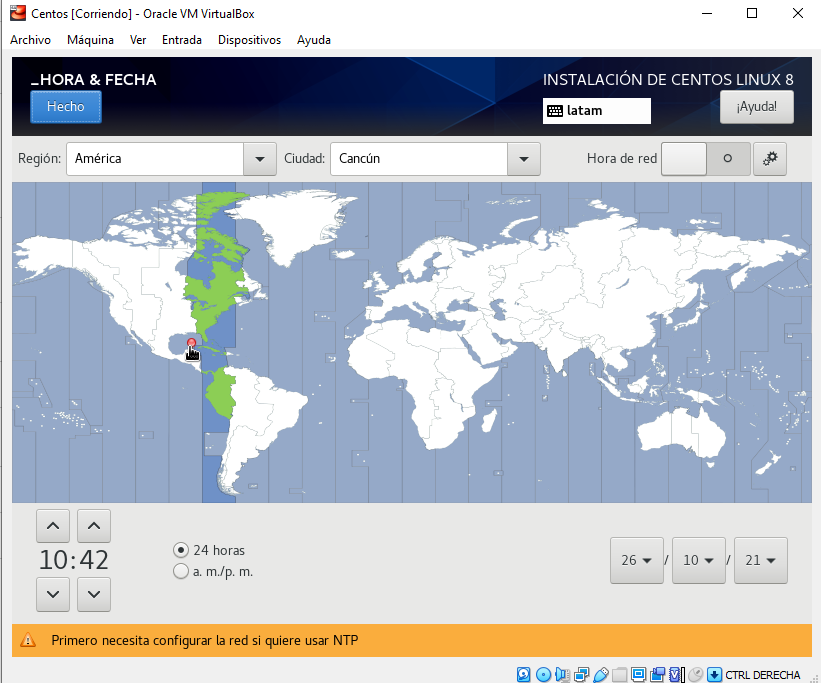 Centos [Corriendo] - Oracle VM VirtualBox
Archivo Máquina Ver Entrada Dispositivos Ayuda
_HORA & FECHA
INSTALACIÓN DE CENTOS LINUX 8
Hecho
latam
¡Ayuda!
Región: América Ciudad: Cancún Hora de red
10:42
24 horas
a. m./p. m.
26 / 10 / 21
Primero necesita configurar la red si quiere usar NTP
CTRL DERECHA